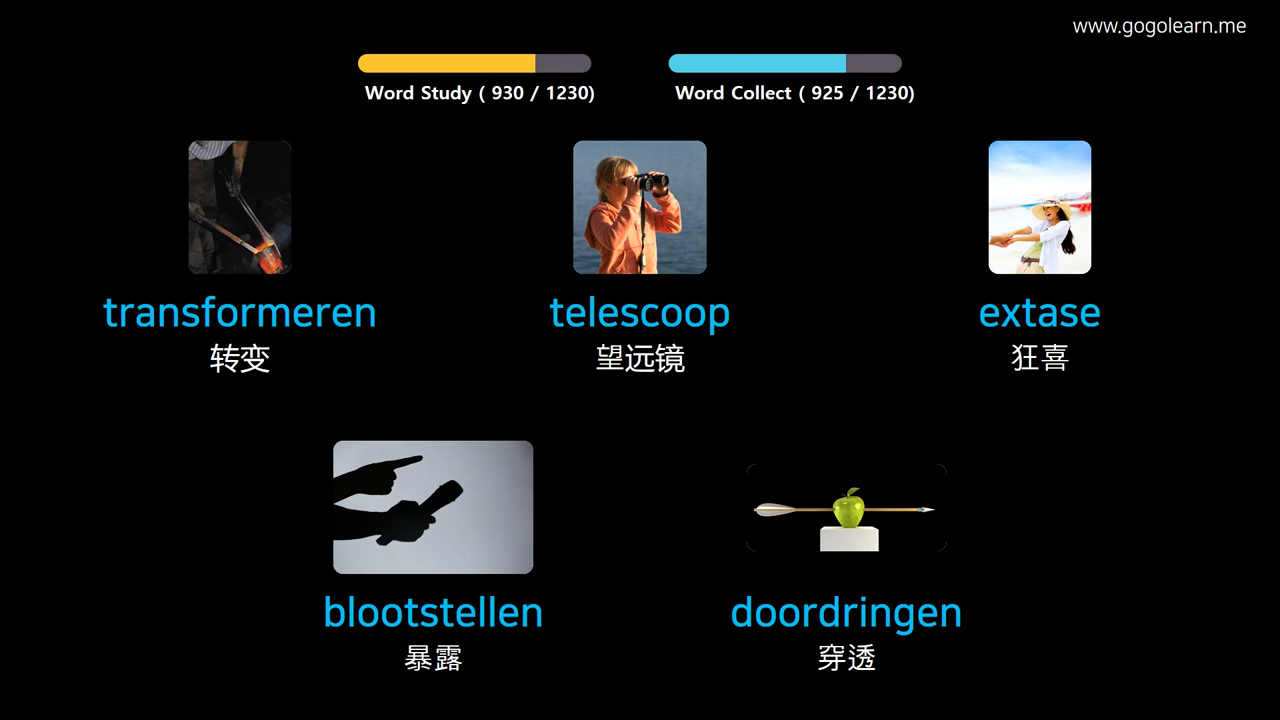 www.gogolearn.me
Word Study ( 930 / 1230)
Word Collect ( 925 / 1230)
transformeren
转变
telescoop
望远镜
extase
狂喜
blootstellen
暴露
doordringen
穿透